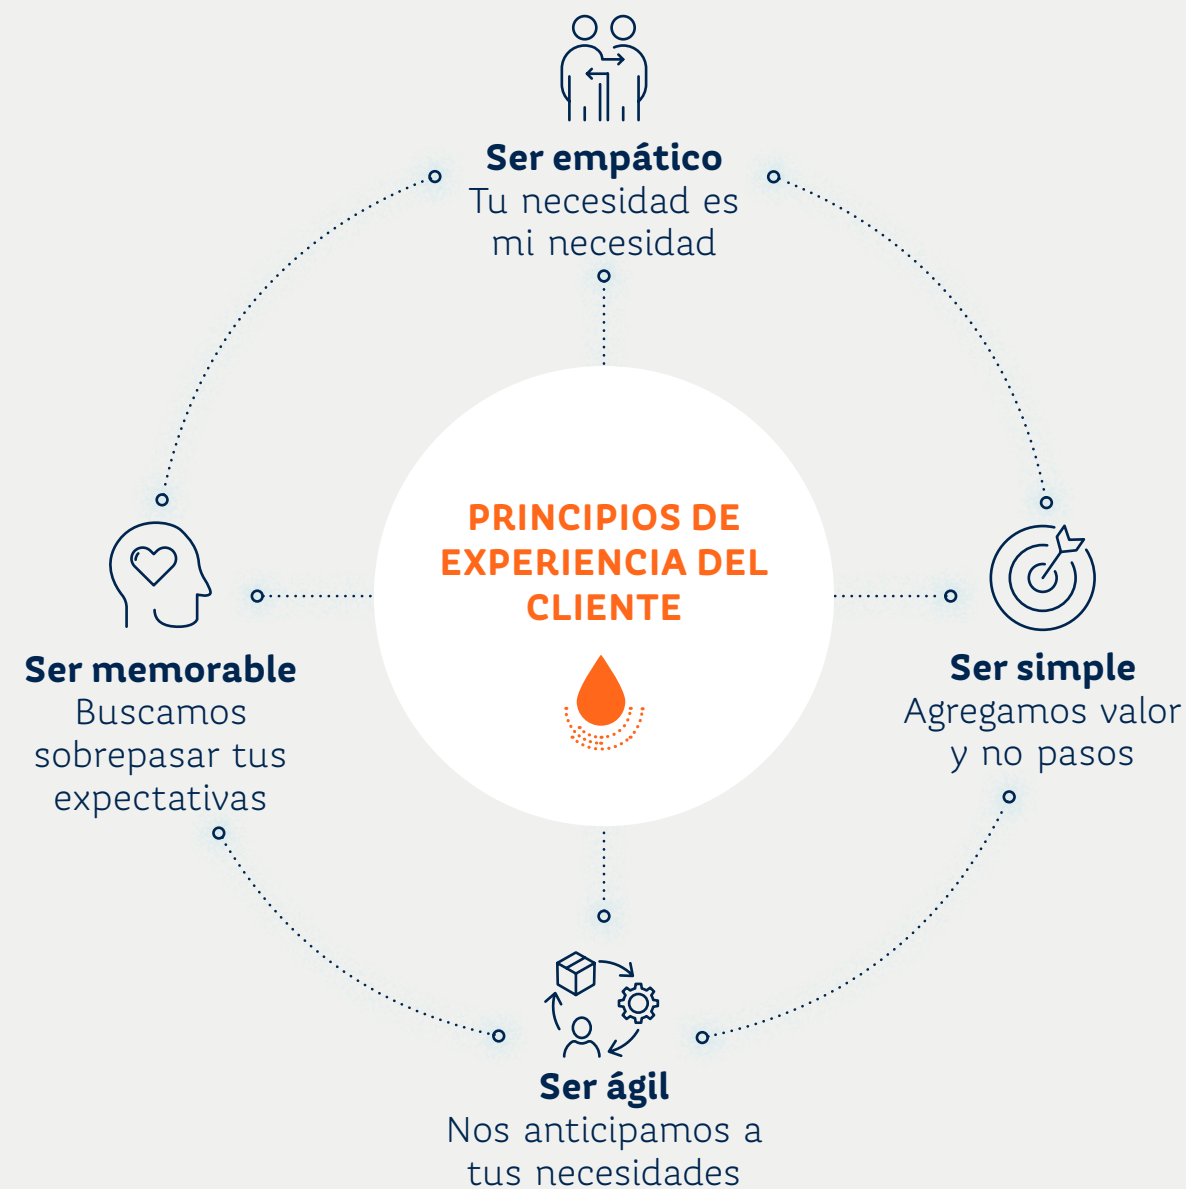 Ser empático
Tu necesidad es
mi necesidad
PRINCIPIOS DE
EXPERIENCIA DEL
CLIENTE
Ser memorable
Buscamos
sobrepasar tus
expectativas
Ser simple
Agregamos valor
y no pasos
Ser ágil
Nos anticipamos a
tus necesidades